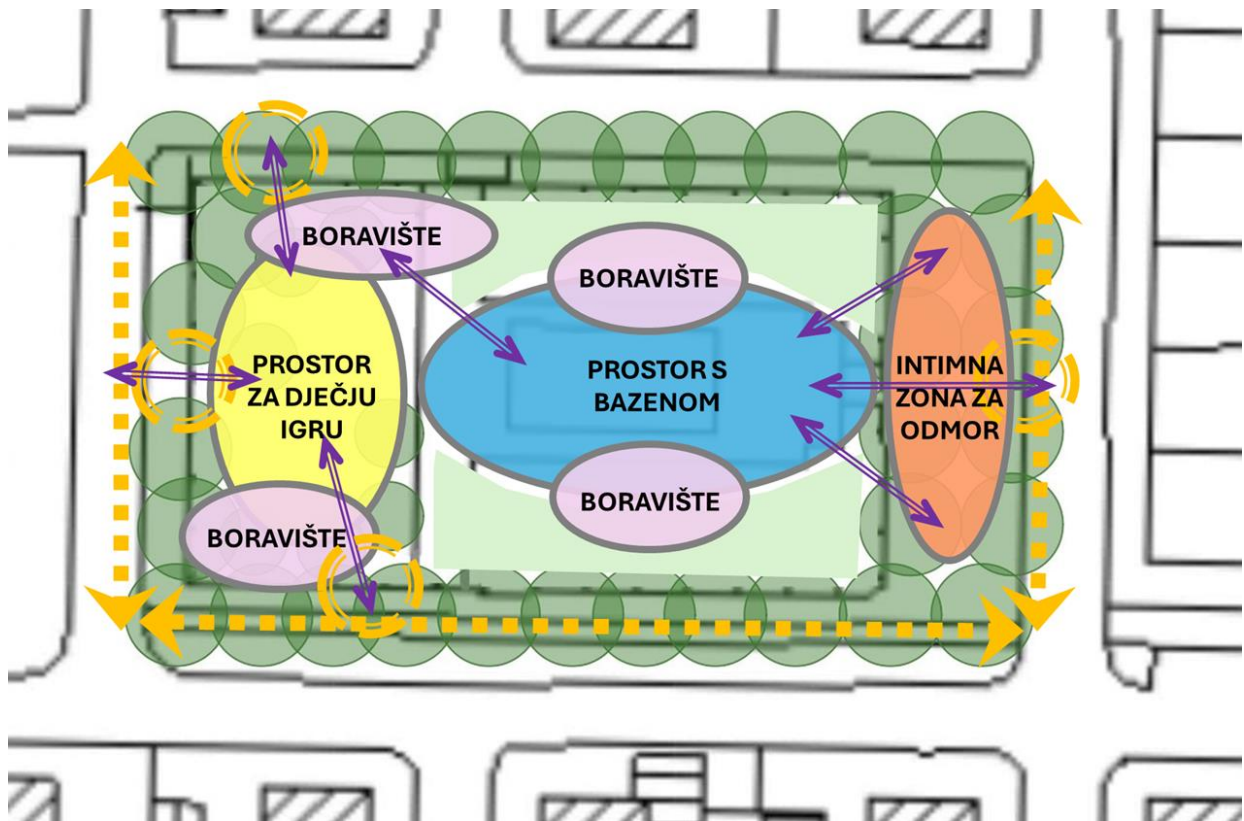 BORAVIŠTE
BORAVIŠTE
PROSTOR
ZA DJEČJU
IGRU
PROSTOR S
BAZENOM
INTIMNA
ZONA ZA
ODMOR
BORAVIŠTE
BORAVIŠTE